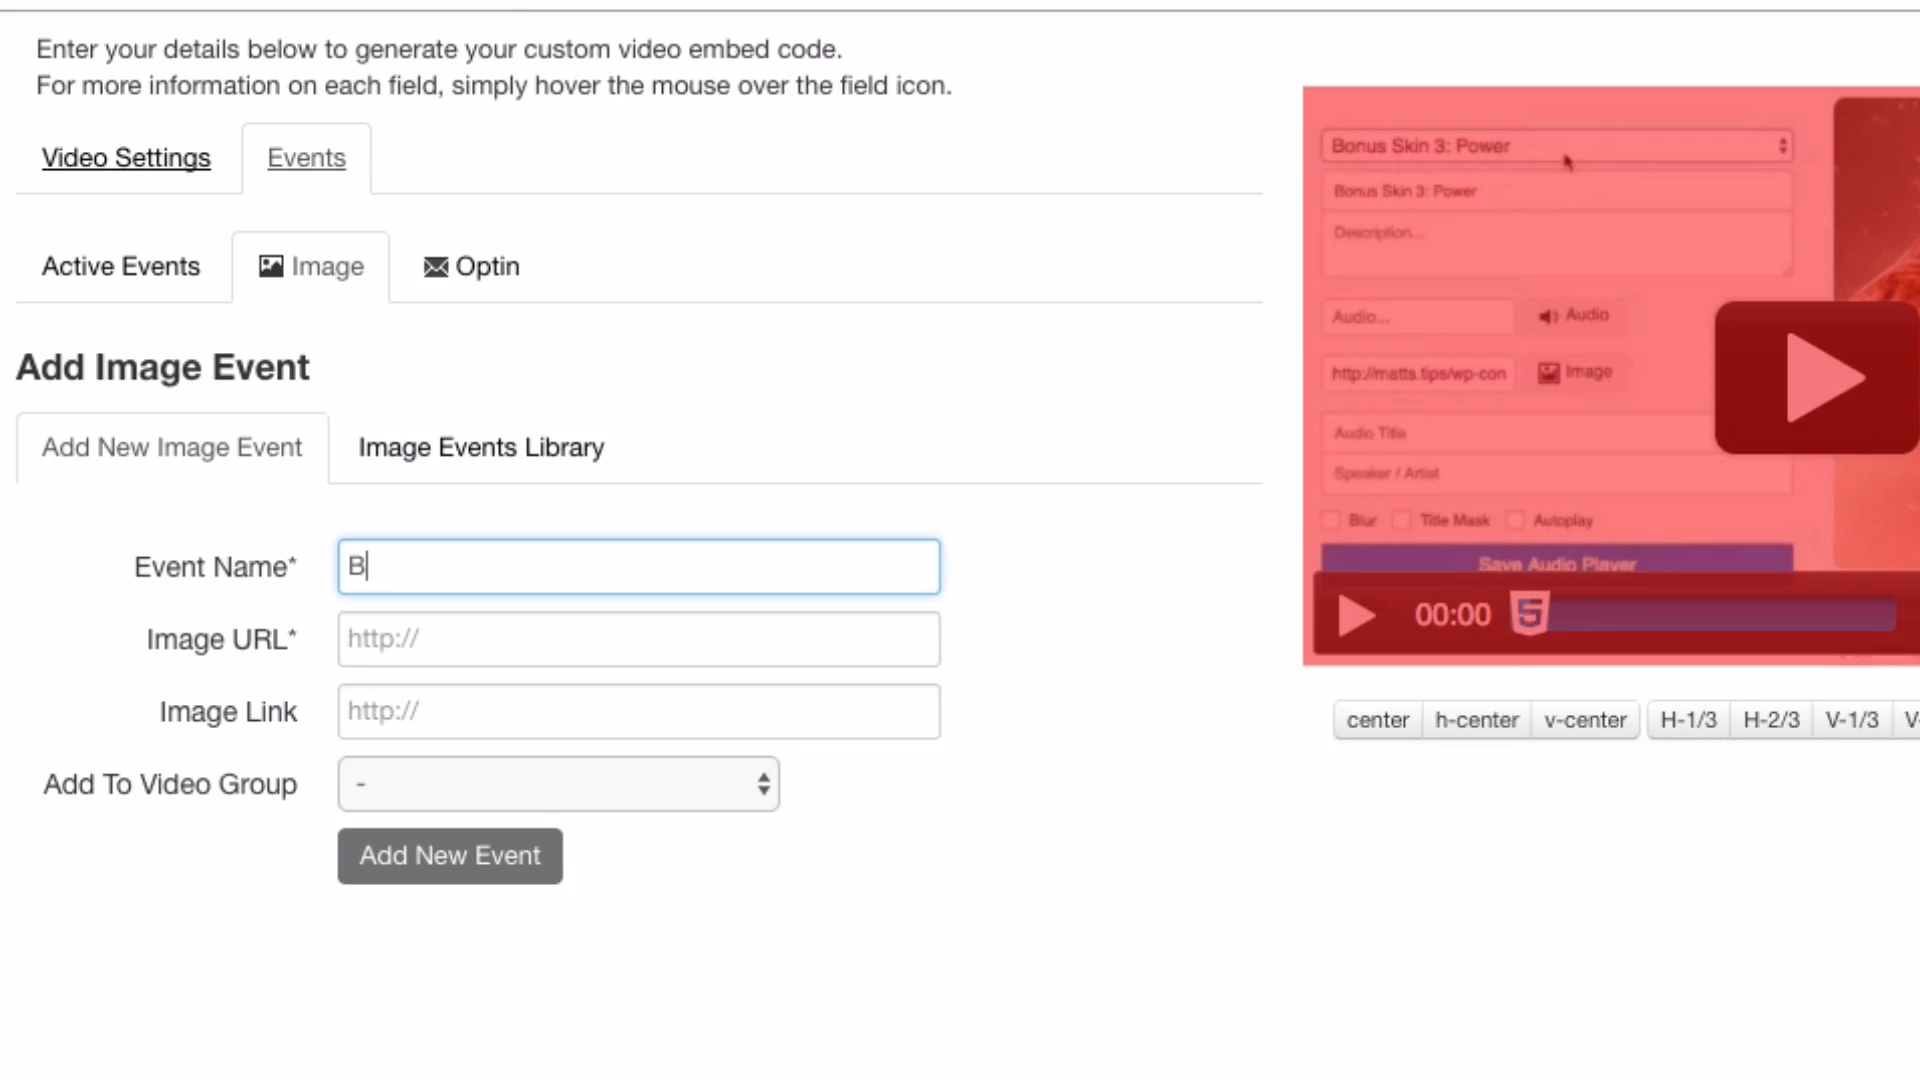 Enter your details below to generate your custom video embed code.
For more information on each field, simply hover the mouse over the field icon.
Video Settings
Events
Active Events
Image
Optin
Add Image Event
Add New Image Event
Image Events Library
Event Name*
B
Image URL*
http://
Image Link
http://
Add To Video Group
-
Add New Event
Bonus Skin 3: Power
Bonus Skin 3: Power
Description...
Audio...
Audio
http://matts.tips/wp-con
Image
Audio Title
Speaker / Artist
Blur
Title Mask
Autoplay
Save Audio Player
00:00
5
center
h-center
v-center
H-1/3
H-2/3
V-1/3